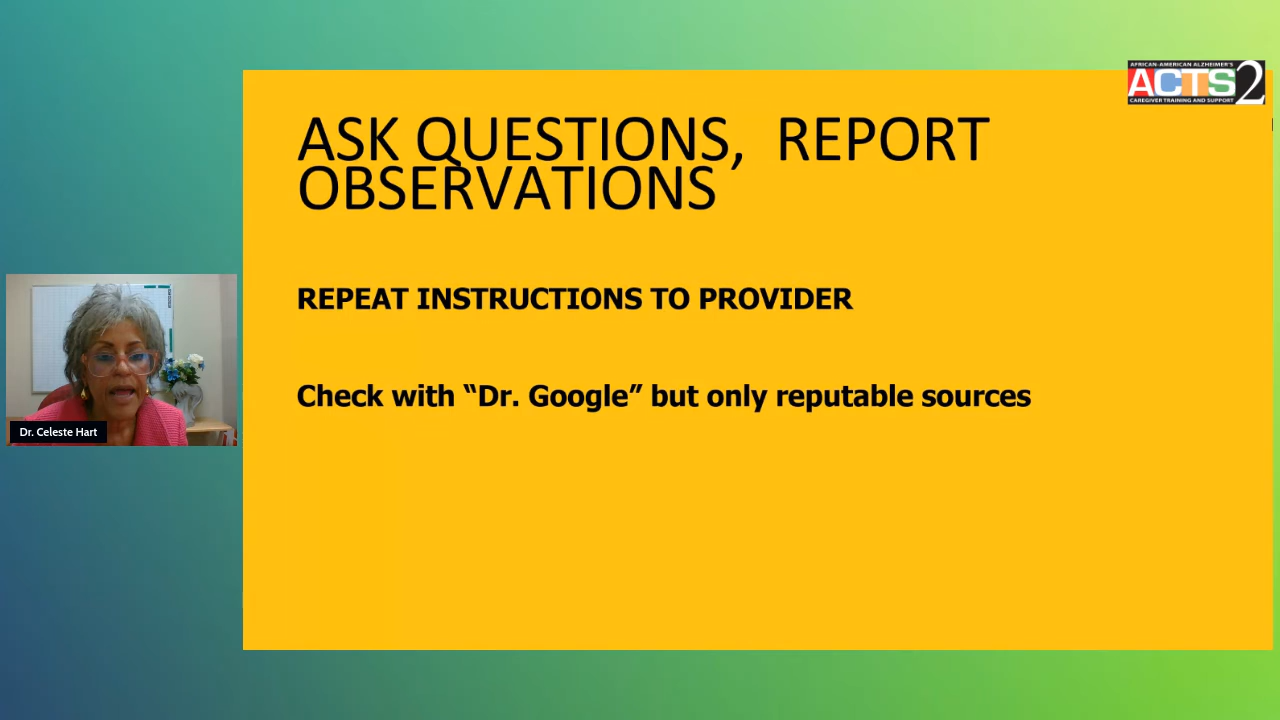 AFRICAN-AMERICAN ALZHEIMER'S
ACTS2
CAREGIVER TRAINING AND SUPPORT
ASK QUESTIONS,  REPORT
OBSERVATIONS
REPEAT INSTRUCTIONS TO PROVIDER
Check with “Dr. Google” but only reputable sources
Dr. Celeste Hart